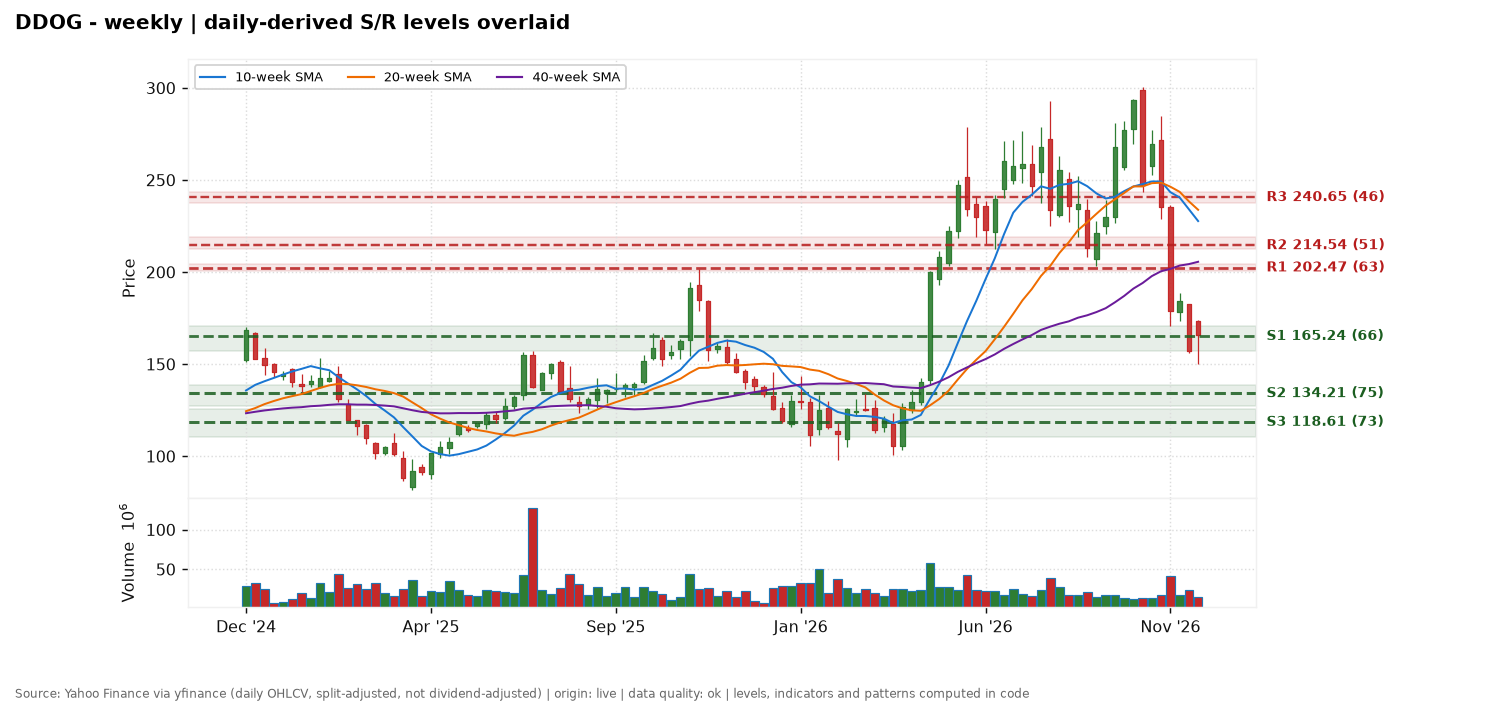 DDOG - weekly | daily-derived S/R levels overlaid
10-week SMA
20-week SMA
40-week SMA
Price
300
250
200
150
100
R3 240.65 (46)
R2 214.54 (51)
R1 202.47 (63)
S1 165.24 (66)
S2 134.21 (75)
S3 118.61 (73)
Volume 10⁶
100
50
Dec '24
Apr '25
Sep '25
Jan '26
Jun '26
Nov '26
Source: Yahoo Finance via yfinance (daily OHLCV, split-adjusted, not dividend-adjusted) | origin: live | data quality: ok | levels, indicators and patterns computed in code